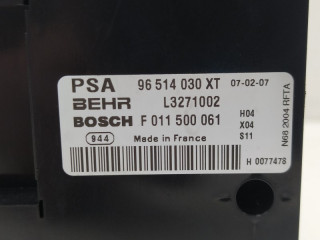 PSA 96 514 030 XT 07-02-07
BEHR L3271002
BOSCH F 011 500 061
H04
X04
S11
944 Made in France
H 0077478
N68 2004 RFTA